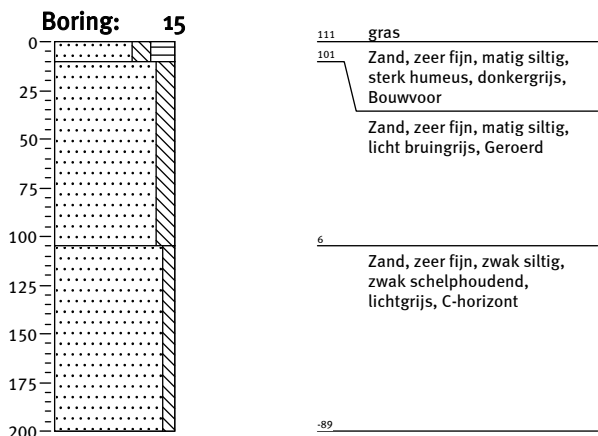 Boring: 15
0
25
50
75
100
125
150
175
200
111 gras
101 Zand, zeer fijn, matig siltig,
sterk humeus, donkergrijs,
Bouwvoor
Zand, zeer fijn, matig siltig,
licht bruingrijs, Geroerd
6
Zand, zeer fijn, zwak siltig,
zwak schelphoudend,
lichtgrijs, C-horizont
-89